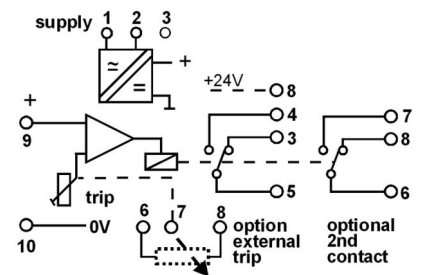 supply 1 2 3
≃
=
+
+24V 8
4
3
5
7
8
6
+
9
trip
10 0V
6 7 8
option external trip
optional 2nd contact